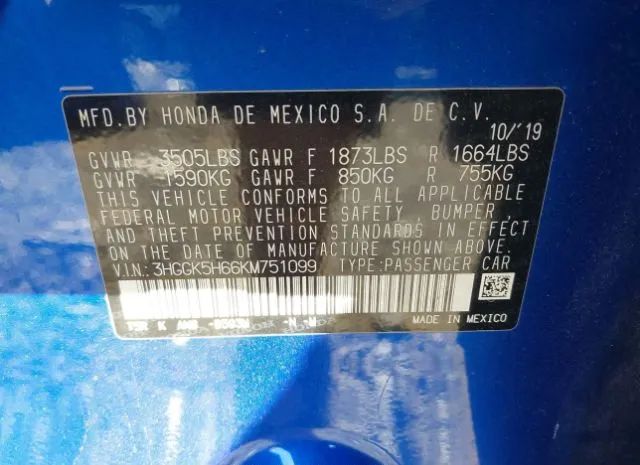 MFD.BY HONDA DE MEXICO S.A. DE C.V.
10/'19
GVWR 3505LBS GAWR F 1873LBS R 1664LBS
GVWR 1590KG GAWR F 850KG R 755KG
THIS VEHICLE CONFORMS TO ALL APPLICABLE
FEDERAL MOTOR VEHICLE SAFETY, BUMPER,
AND THEFT PREVENTION STANDARDS IN EFFECT
ON THE DATE OF MANUFACTURE SHOWN ABOVE.
VIN: 3HGGK5H66KM751099 TYPE:PASSENGER CAR
MADE IN MEXICO